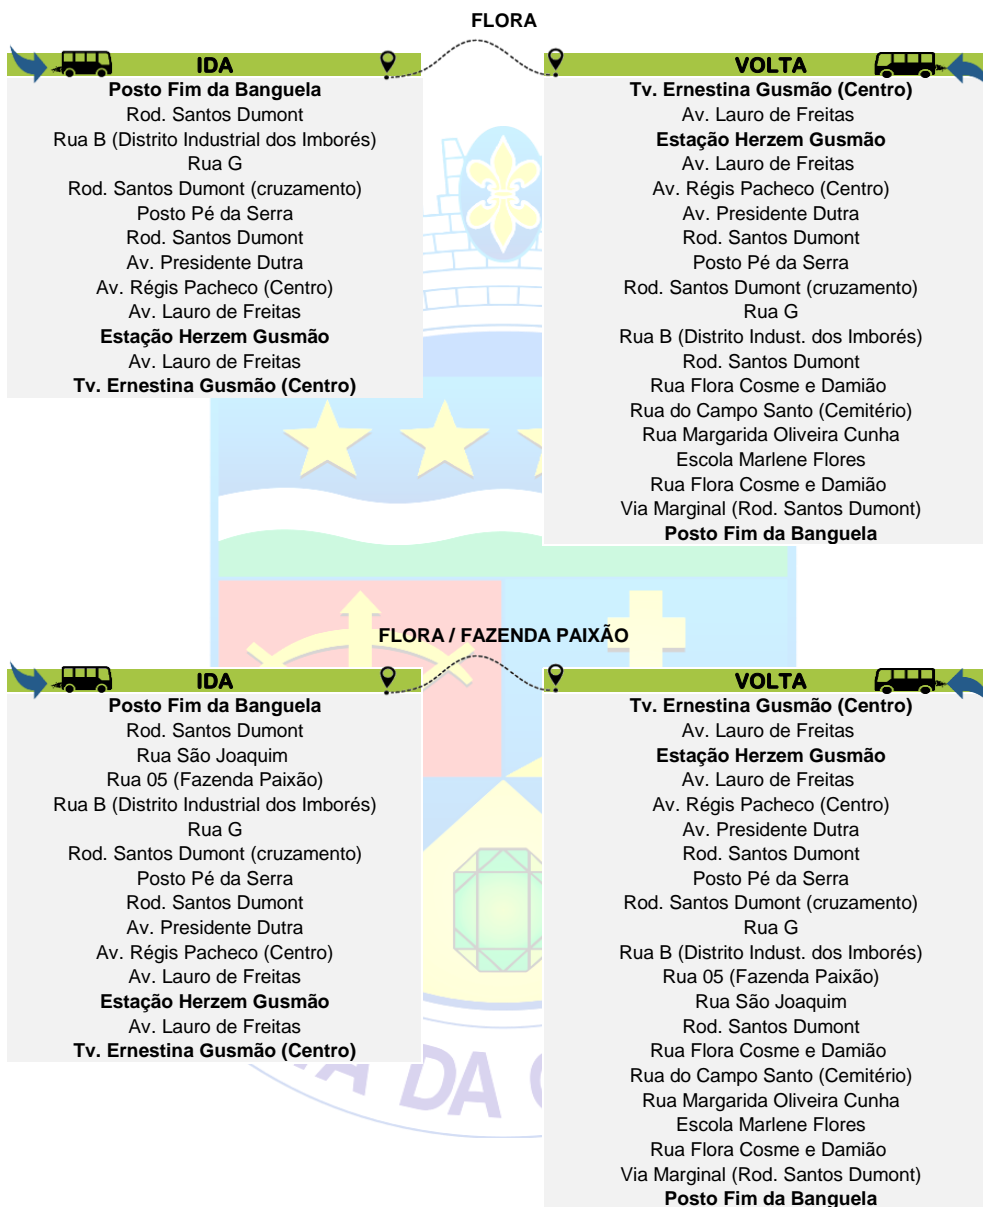 FLORA
IDA
Posto Fim da Banguela
Rod. Santos Dumont
Rua B (Distrito Industrial dos Imborés)
Rua G
Rod. Santos Dumont (cruzamento)
Posto Pé da Serra
Rod. Santos Dumont
Av. Presidente Dutra
Av. Régis Pacheco (Centro)
Av. Lauro de Freitas
Estação Herzem Gusmão
Av. Lauro de Freitas
Tv. Ernestina Gusmão (Centro)
VOLTA
Tv. Ernestina Gusmão (Centro)
Av. Lauro de Freitas
Estação Herzem Gusmão
Av. Lauro de Freitas
Av. Régis Pacheco (Centro)
Av. Presidente Dutra
Rod. Santos Dumont
Posto Pé da Serra
Rod. Santos Dumont (cruzamento)
Rua G
Rua B (Distrito Indust. dos Imborés)
Rod. Santos Dumont
Rua Flora Cosme e Damião
Rua do Campo Santo (Cemitério)
Rua Margarida Oliveira Cunha
Escola Marlene Flores
Rua Flora Cosme e Damião
Via Marginal (Rod. Santos Dumont)
Posto Fim da Banguela
FLORA / FAZENDA PAIXÃO
IDA
Posto Fim da Banguela
Rod. Santos Dumont
Rua São Joaquim
Rua 05 (Fazenda Paixão)
Rua B (Distrito Industrial dos Imborés)
Rua G
Rod. Santos Dumont (cruzamento)
Posto Pé da Serra
Rod. Santos Dumont
Av. Presidente Dutra
Av. Régis Pacheco (Centro)
Av. Lauro de Freitas
Estação Herzem Gusmão
Av. Lauro de Freitas
Tv. Ernestina Gusmão (Centro)
VOLTA
Tv. Ernestina Gusmão (Centro)
Av. Lauro de Freitas
Estação Herzem Gusmão
Av. Lauro de Freitas
Av. Régis Pacheco (Centro)
Av. Presidente Dutra
Rod. Santos Dumont
Posto Pé da Serra
Rod. Santos Dumont (cruzamento)
Rua G
Rua B (Distrito Indust. dos Imborés)
Rua 05 (Fazenda Paixão)
Rua São Joaquim
Rod. Santos Dumont
Rua Flora Cosme e Damião
Rua do Campo Santo (Cemitério)
Rua Margarida Oliveira Cunha
Escola Marlene Flores
Rua Flora Cosme e Damião
Via Marginal (Rod. Santos Dumont)
Posto Fim da Banguela
DA